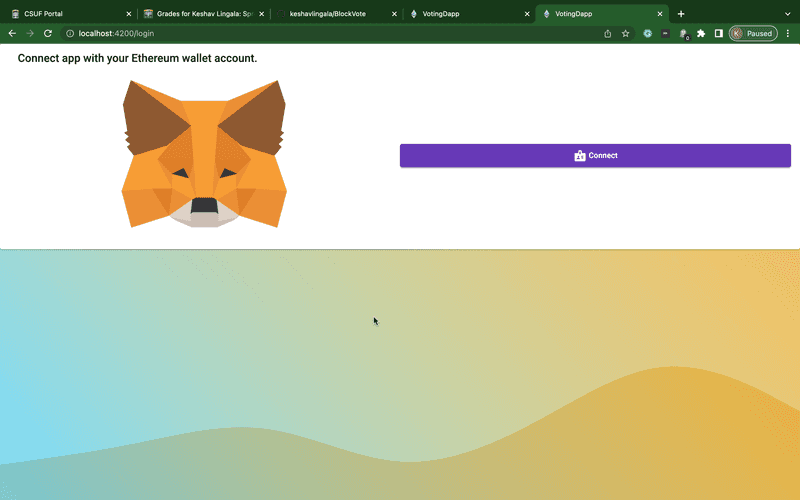 CSUF Portal
Grades for Keshav Lingala: Sp
keshavlingala/BlockVote
VotingDapp
VotingDapp
localhost:4200/login
0
K
Paused
Connect app with your Ethereum wallet account.
Connect